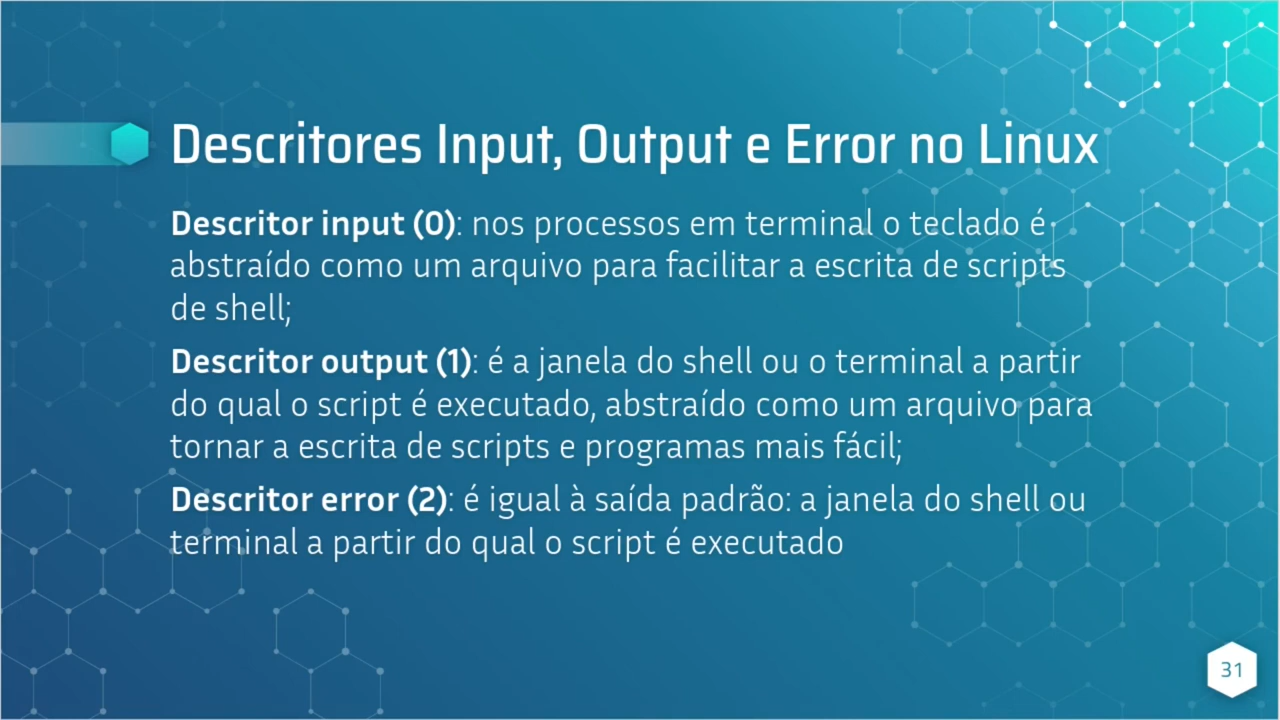 Descritores Input, Output e Error no Linux
Descritor input (0): nos processos em terminal o teclado é
abstraído como um arquivo para facilitar a escrita de scripts
de shell;
Descritor output (1): é a janela do shell ou o terminal a partir
do qual o script é executado, abstraído como um arquivo para
tornar a escrita de scripts e programas mais fácil;
Descritor error (2): é igual à saída padrão: a janela do shell ou
terminal a partir do qual o script é executado
31